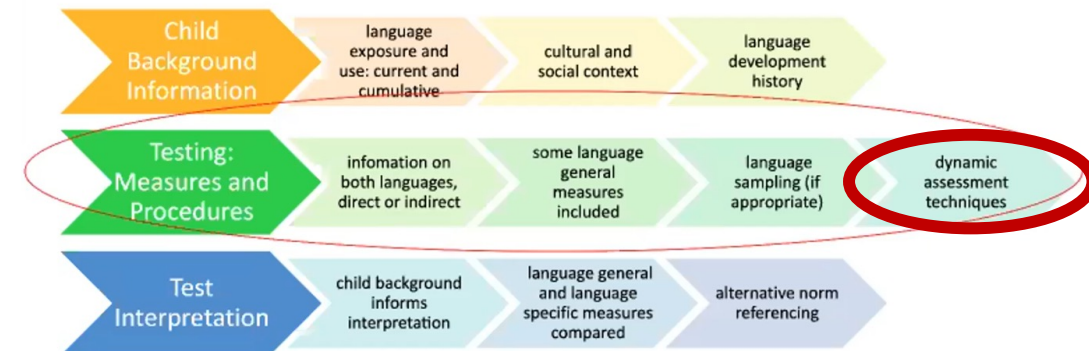 Child
Background
Information
language
exposure and
use: current and
cumulative
cultural and
social context
language
development
history
Testing:
Measures and
Procedures
infomation on
both languages,
direct or indirect
some language
general
measures
included
language
sampling (if
appropriate)
dynamic
assessment
techniques
Test
Interpretation
child background
informs
interpretation
language general
and language
specific measures
compared
alternative norm
referencing